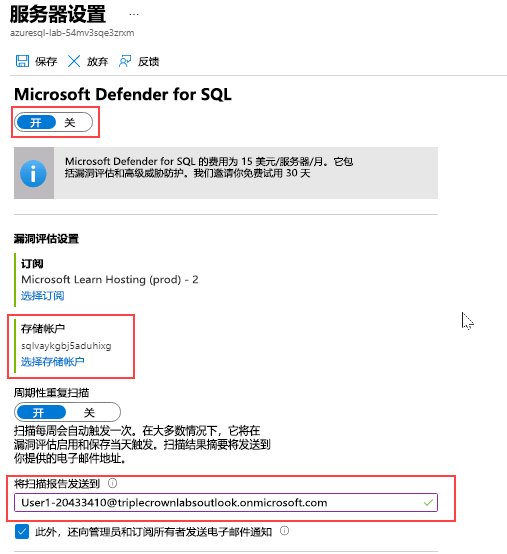 服务器设置 ...
azuresql-lab-54mv3sqe3zrxm
保存 放弃 反馈
Microsoft Defender for SQL
开 关
Microsoft Defender for SQL 的费用为 15 美元/服务器/月。它包
括漏洞评估和高级威胁防护。我们邀请你免费试用 30 天
漏洞评估设置
订阅
Microsoft Learn Hosting (prod) - 2
选择订阅
存储帐户
sqlvaykgbj5aduhixg
选择存储帐户
周期性重复扫描
开 关
扫描每周会自动触发一次。在大多数情况下，它将在
漏洞评估启用和保存当天触发。扫描结果摘要将发送到
你提供的电子邮件地址。
将扫描报告发送到
User1-20433410@triplecrownlabsoutlook.onmicrosoft.com
此外，还向管理员和订阅所有者发送电子邮件通知